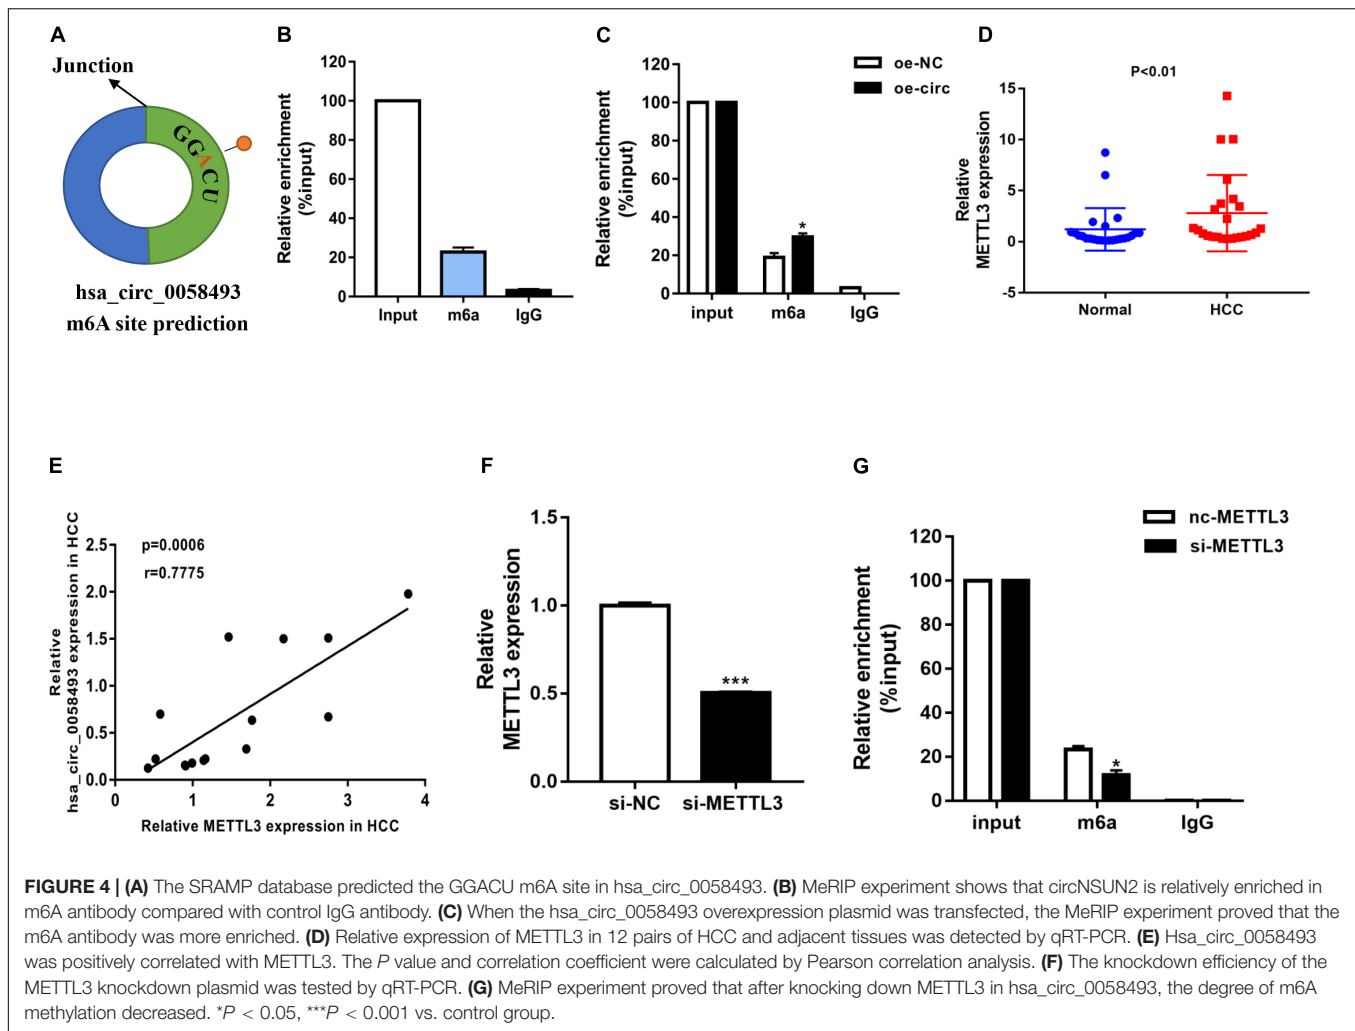 A
Junction
GGACU
hsa_circ_0058493
m6A site prediction
B
Relative enrichment
(%input)
120
100
80
60
40
20
0
Input
m6a
IgG
C
oe-NC
oe-circ
Relative enrichment
(%input)
120
100
80
60
40
20
0
*
input
m6a
IgG
D
P<0.01
Relative
METTL3 expression
15
10
5
0
-5
Normal
HCC
E
p=0.0006
r=0.7775
Relative
hsa_circ_0058493 expression in HCC
2.5
2.0
1.5
1.0
0.5
0.0
0
1
2
3
4
Relative METTL3 expression in HCC
F
Relative
METTL3 expression
1.5
1.0
0.5
0.0
***
si-NC
si-METTL3
G
nc-METTL3
si-METTL3
Relative enrichment
(%input)
120
100
80
60
40
20
0
*
input
m6a
IgG
FIGURE 4 | (A) The SRAMP database predicted the GGACU m6A site in hsa_circ_0058493. (B) MeRIP experiment shows that circNSUN2 is relatively enriched in
m6A antibody compared with control IgG antibody. (C) When the hsa_circ_0058493 overexpression plasmid was transfected, the MeRIP experiment proved that the
m6A antibody was more enriched. (D) Relative expression of METTL3 in 12 pairs of HCC and adjacent tissues was detected by qRT-PCR. (E) Hsa_circ_0058493
was positively correlated with METTL3. The P value and correlation coefficient were calculated by Pearson correlation analysis. (F) The knockdown efficiency of the
METTL3 knockdown plasmid was tested by qRT-PCR. (G) MeRIP experiment proved that after knocking down METTL3 in hsa_circ_0058493, the degree of m6A
methylation decreased. *P < 0.05, ***P < 0.001 vs. control group.